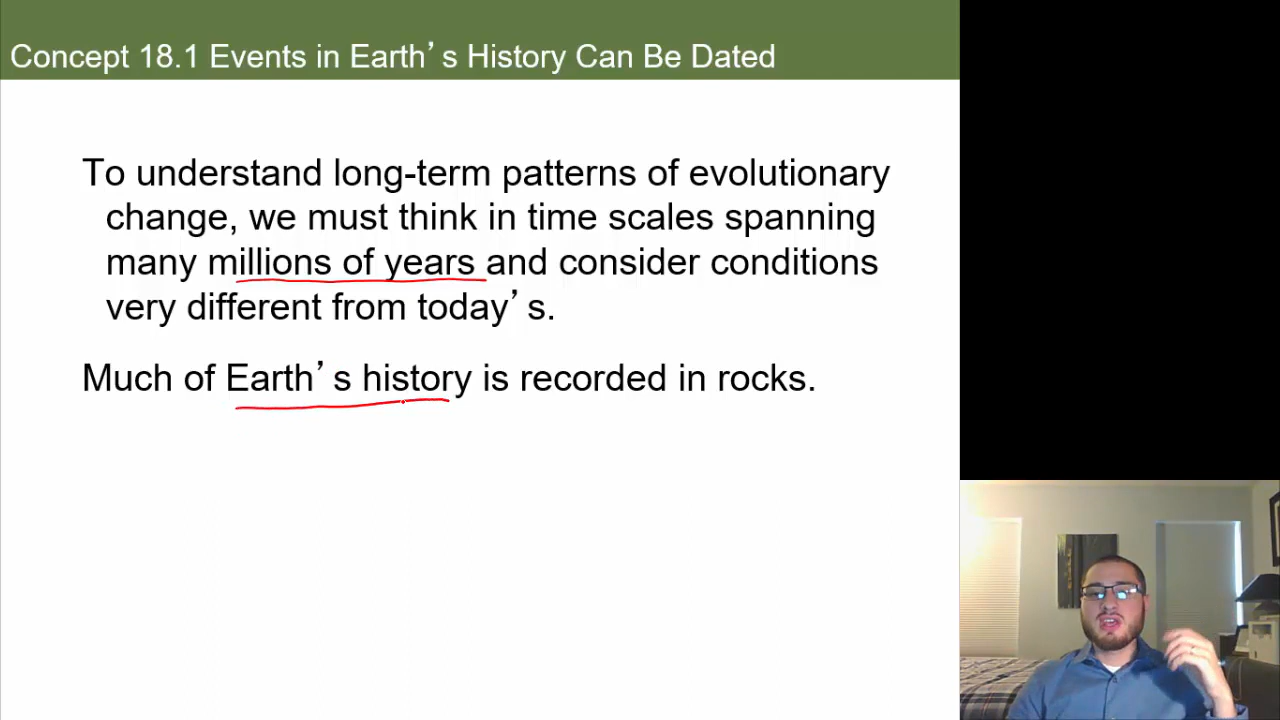 Concept 18.1 Events in Earth’s History Can Be Dated
To understand long-term patterns of evolutionary
change, we must think in time scales spanning
many millions of years and consider conditions
very different from today’s.
Much of Earth’s history is recorded in rocks.